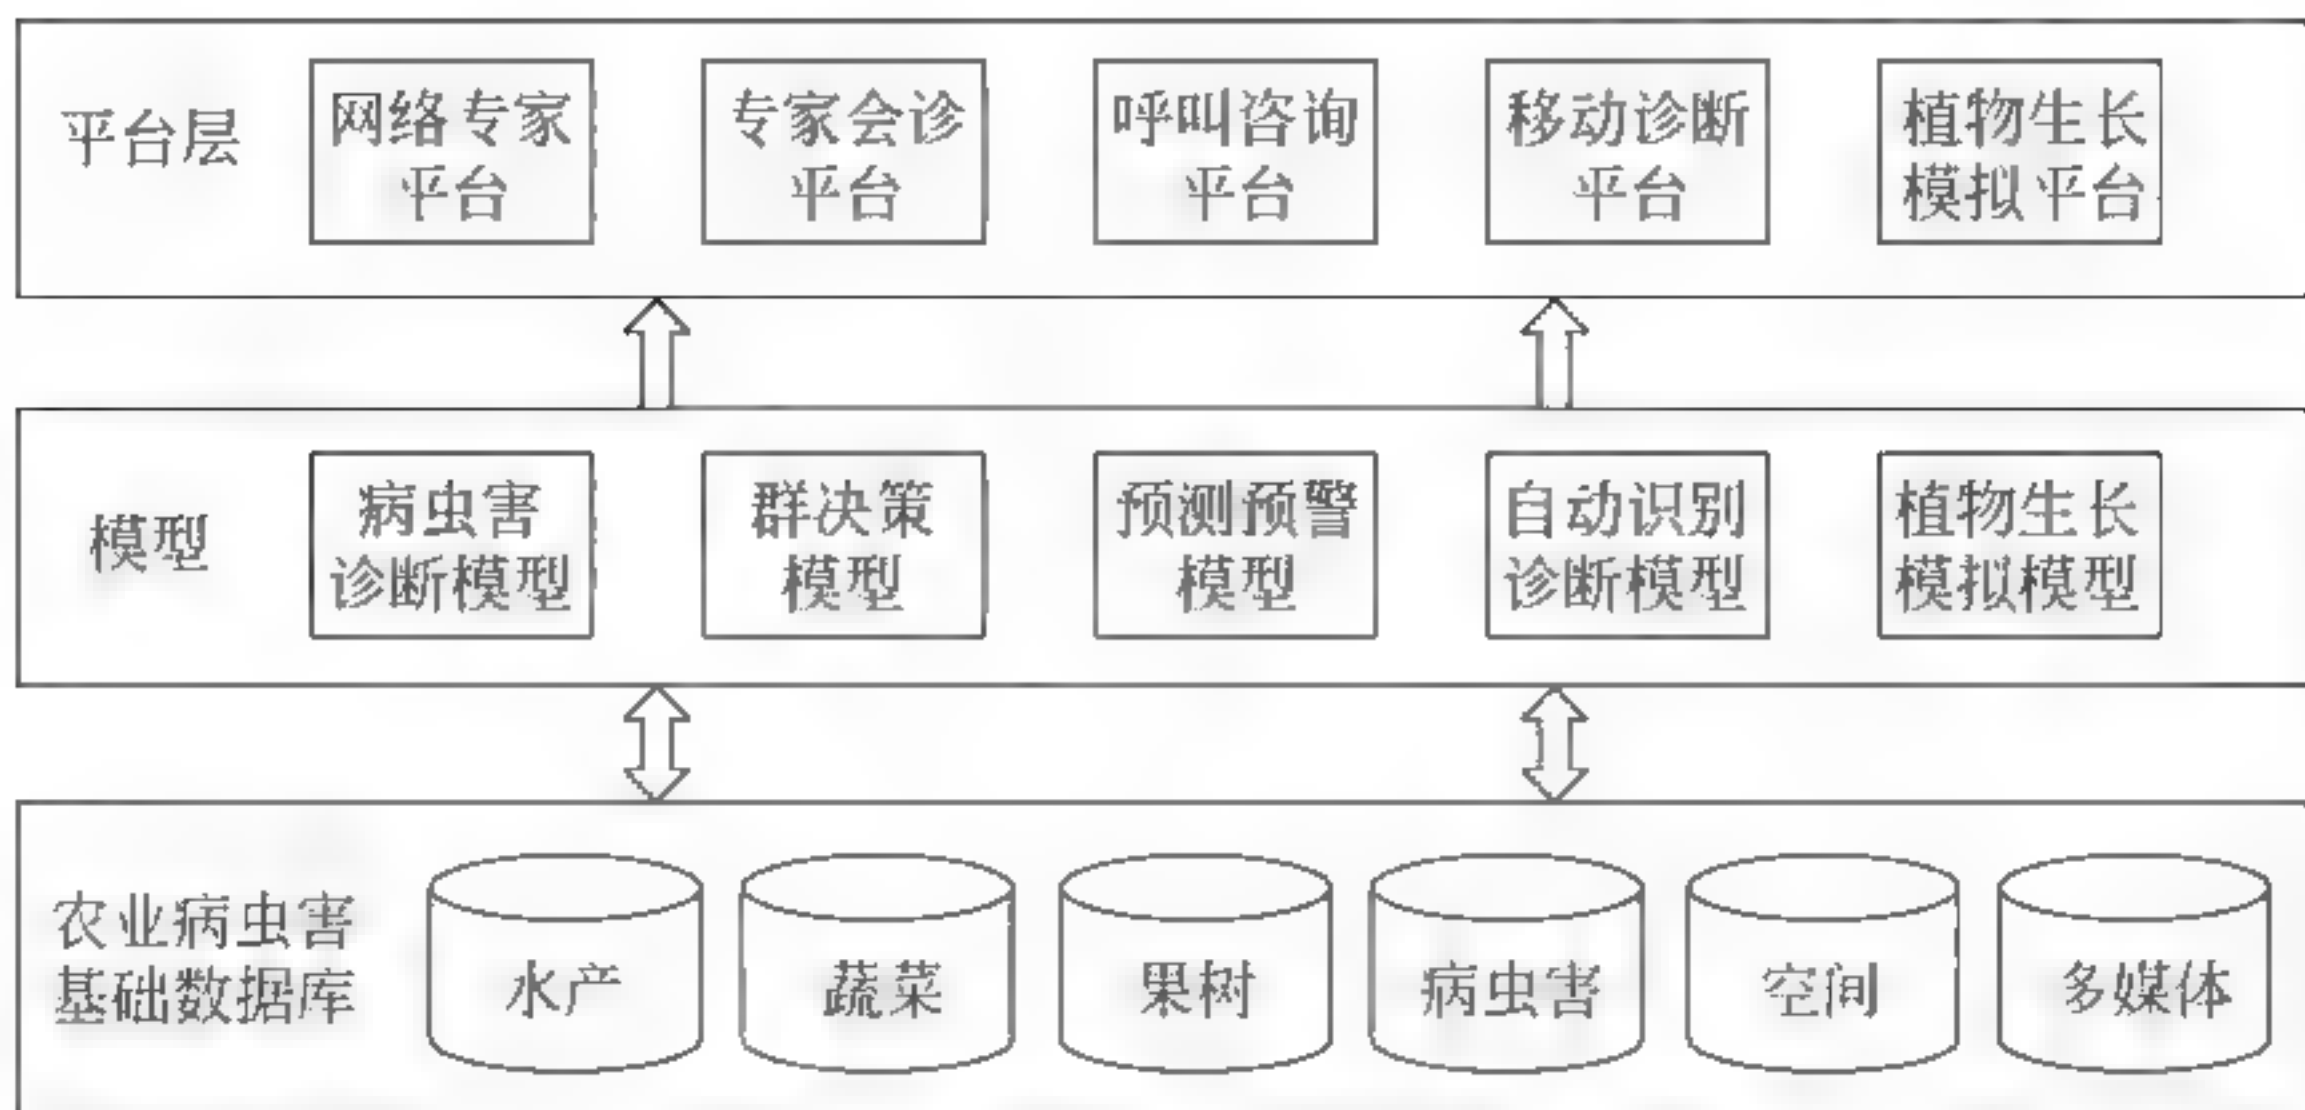 平台层
网络专家
平台
专家会诊
平台
呼叫咨询
平台
移动诊断
平台
植物生长
模拟平台
模型
病虫害
诊断模型
群决策
模型
预测预警
模型
自动识别
诊断模型
植物生长
模拟模型
农业病虫害
基础数据库
水产
蔬菜
果树
病虫害
空间
多媒体